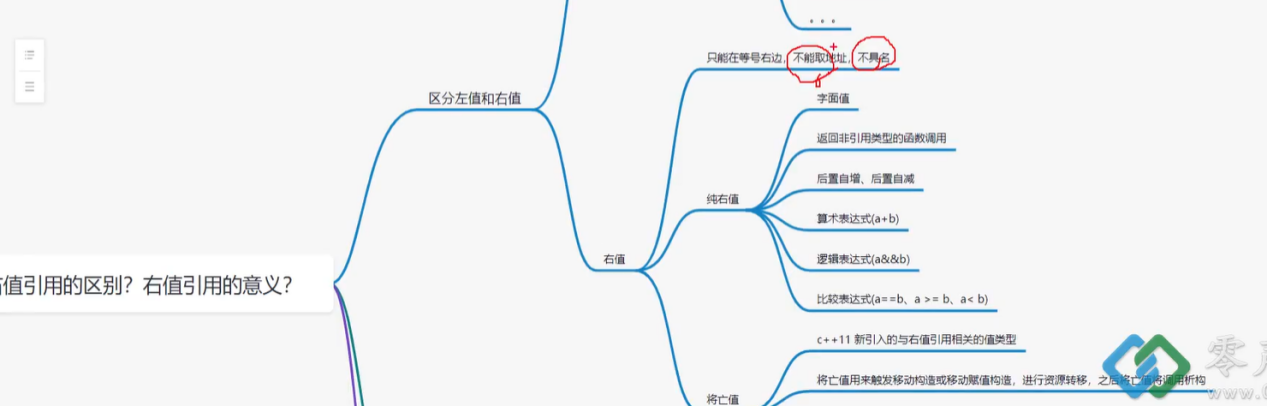 。。。
只能在等号右边，不能取地址，不具名
字面值
区分左值和右值
返回非引用类型的函数调用
后置自增、后置自减
纯右值
算术表达式(a+b)
逻辑表达式(a&&b)
右值
值引用的区别？右值引用的意义？
比较表达式(a==b、a >= b、a< b)
c++11 新引入的与右值引用相关的值类型
零声
将亡值用来触发移动构造或移动赋值构造，进行资源转移，之后将亡值将调用析构
www.
将亡值